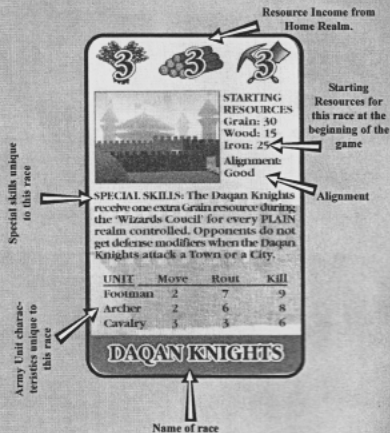 Resource Income from
Home Realm.
3 3 3
STARTING
RESOURCES
Grain: 30
Wood: 15
Iron: 25
Alignment:
Good
Starting
Resources for
this race at the
beginning of the
game
Alignment
Special skills unique
to this race
SPECIAL SKILLS: The Daqan Knights
receive one extra Grain resource during
the 'Wizards Coucil' for every PLAIN
realm controlled. Opponents do not
get defense modifiers when the Daqan
Knights attack a Town or a City.
UNIT Move Rout Kill
Footman 2 7 9
Archer 2 6 8
Cavalry 3 3 6
Army Unit charac-
teristics unique to
this race
DAQAN KNIGHTS
Name of race